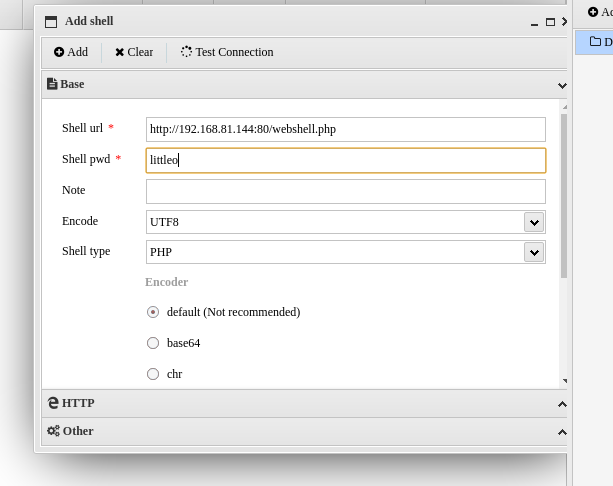 Add shell
Add Clear Test Connection
Base
Shell url * http://192.168.81.144:80/webshell.php
Shell pwd * littleo
Note
Encode UTF8
Shell type PHP
Encoder
default (Not recommended)
base64
chr
HTTP
Other